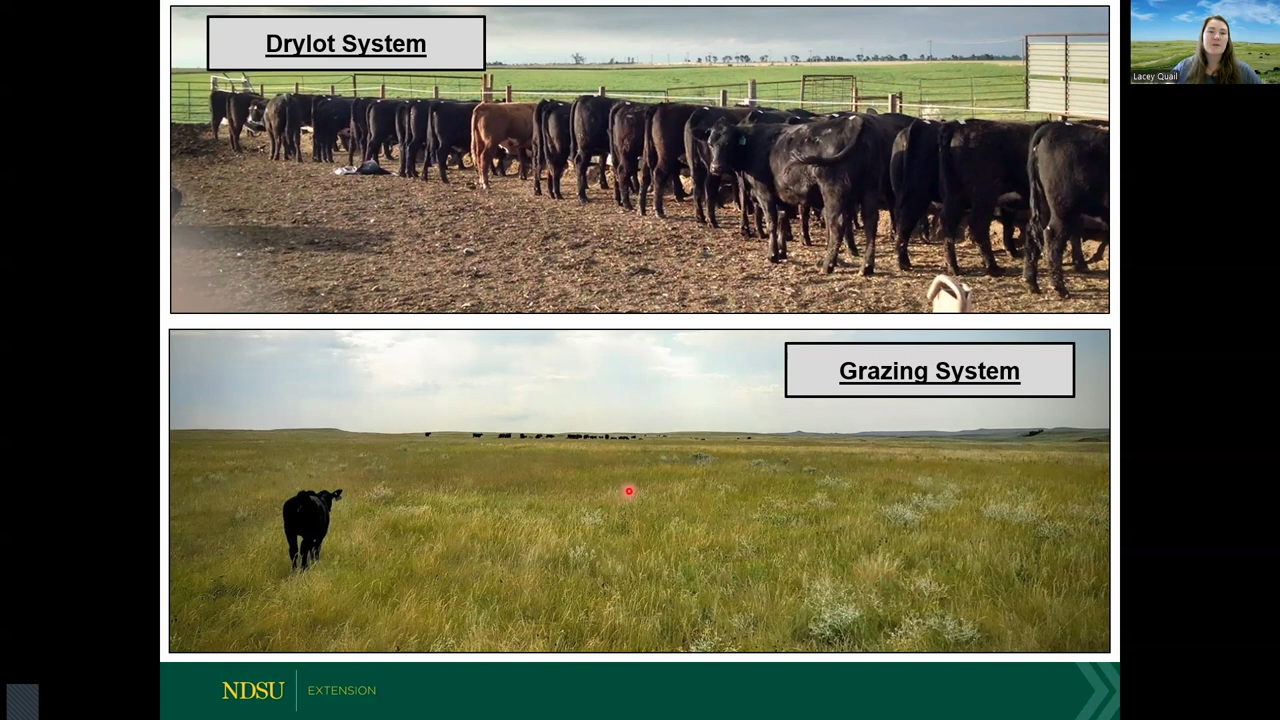 Drylot System
Lacey Quail
Grazing System
NDSU
EXTENSION